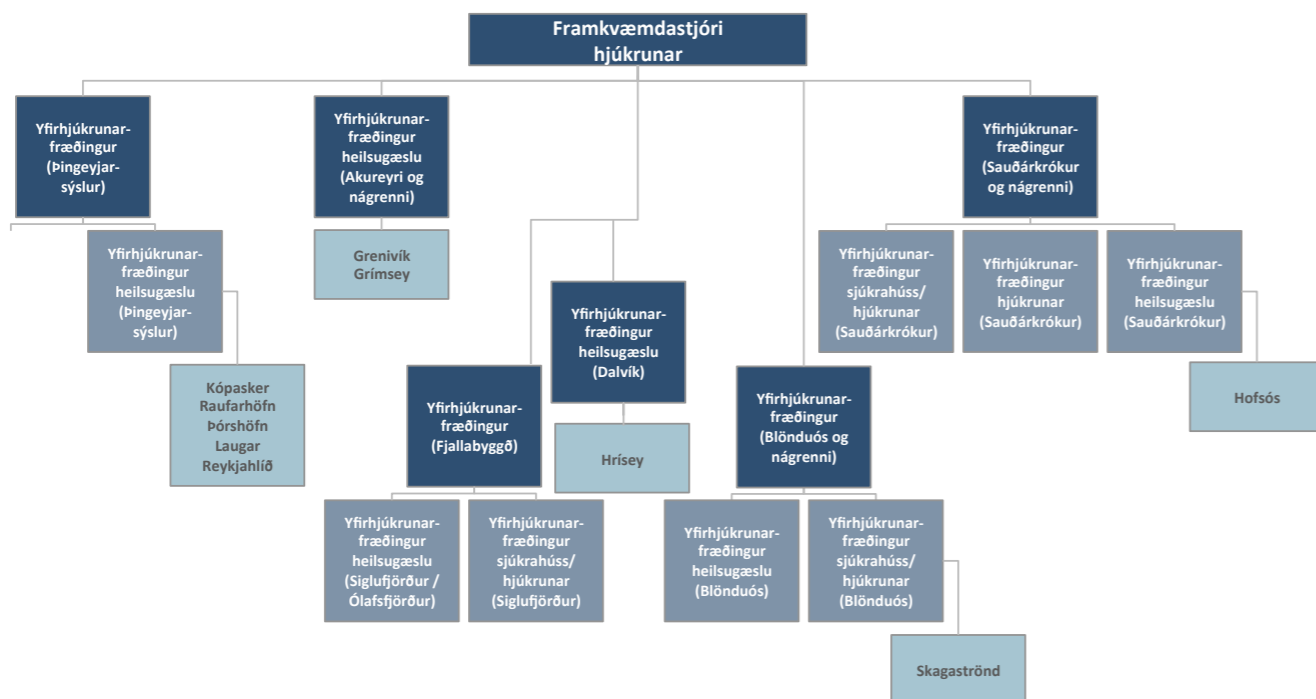 Framkvæmdastjóri
hjúkrunar
Yfirhjúkrunar-
fræðingur
(Þingeyjar-
sýslur)
Yfirhjúkrunar-
fræðingur
heilsugæslu
(Akureyri og
nágrenni)
Yfirhjúkrunar-
fræðingur
(Sauðárkrókur
og nágrenni)
Yfirhjúkrunar-
fræðingur
heilsugæslu
(Þingeyjar-
sýslur)
Grenivík
Grímsey
Yfirhjúkrunar-
fræðingur
sjúkrahúss/
hjúkrunar
(Sauðárkrókur)
Yfirhjúkrunar-
fræðingur
hjúkrunar
(Sauðárkrókur)
Yfirhjúkrunar-
fræðingur
heilsugæslu
(Sauðárkrókur)
Yfirhjúkrunar-
fræðingur
heilsugæslu
(Dalvík)
Kópasker
Raufarhöfn
Þórshöfn
Laugar
Reykjahlíð
Yfirhjúkrunar-
fræðingur
(Fjallabyggð)
Hrísey
Yfirhjúkrunar-
fræðingur
(Blönduós og
nágrenni)
Hofsós
Yfirhjúkrunar-
fræðingur
heilsugæslu
(Siglufjörður /
Ólafsfjörður)
Yfirhjúkrunar-
fræðingur
sjúkrahúss/
hjúkrunar
(Siglufjörður)
Yfirhjúkrunar-
fræðingur
heilsugæslu
(Blönduós)
Yfirhjúkrunar-
fræðingur
sjúkrahúss/
hjúkrunar
(Blönduós)
Skagaströnd